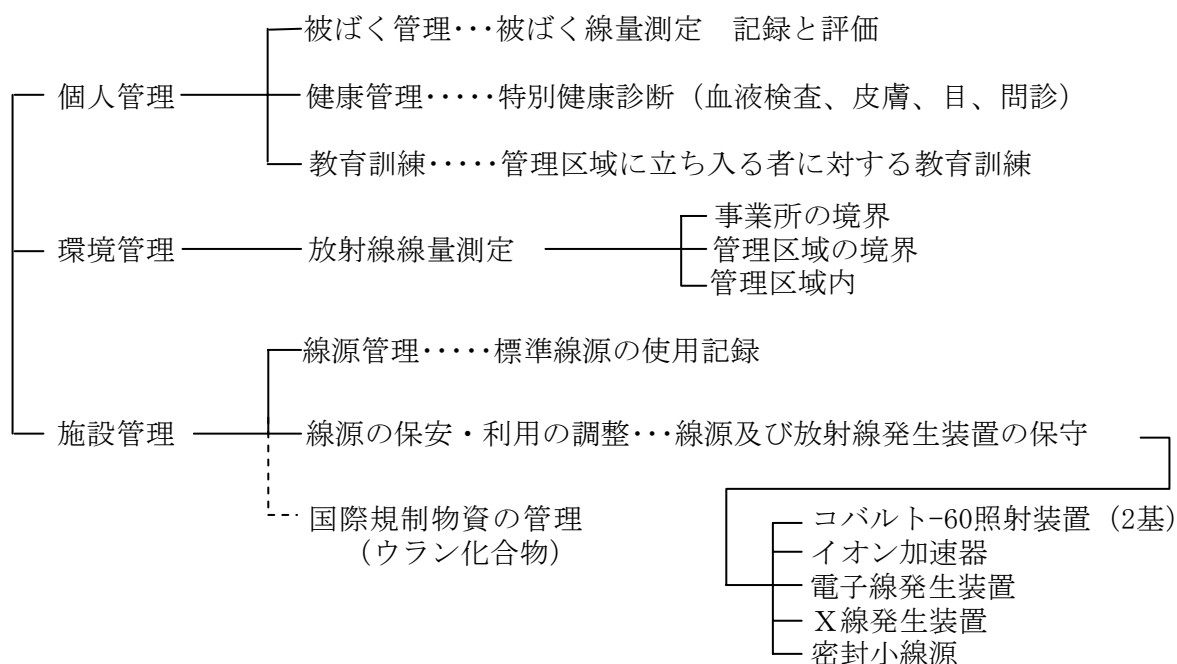 被ばく管理･･･被ばく線量測定　記録と評価
個人管理
健康管理･････特別健康診断（血液検査、皮膚、目、問診）
教育訓練･････管理区域に立ち入る者に対する教育訓練
環境管理
放射線線量測定
事業所の境界
管理区域の境界
管理区域内
線源管理･････標準線源の使用記録
施設管理
線源の保安・利用の調整･･･線源及び放射線発生装置の保守
国際規制物資の管理
（ウラン化合物）
コバルト-60照射装置（2基）
イオン加速器
電子線発生装置
Ｘ線発生装置
密封小線源